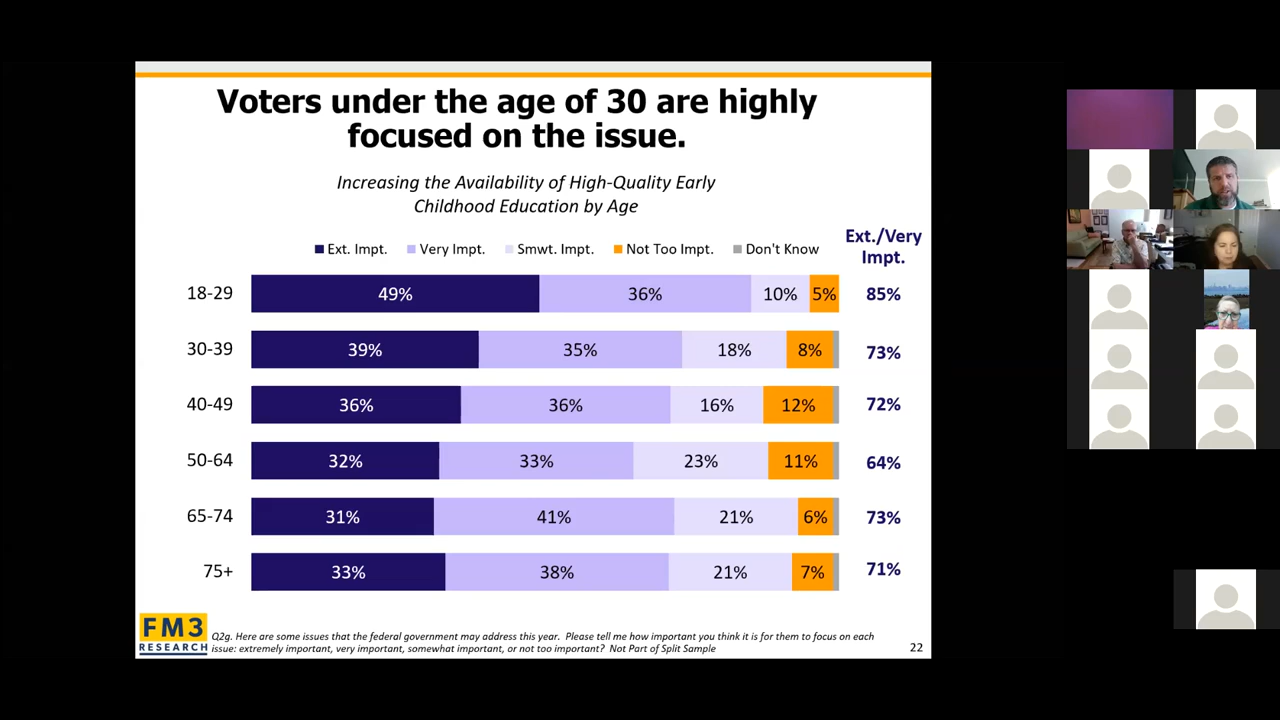 Voters under the age of 30 are highly
focused on the issue.
Increasing the Availability of High-Quality Early
Childhood Education by Age
Ext. Impt. Very Impt. Smwt. Impt. Not Too Impt. Don't Know
Ext./Very
Impt.
18-29 49% 36% 10% 5% 85%
30-39 39% 35% 18% 8% 73%
40-49 36% 36% 16% 12% 72%
50-64 32% 33% 23% 11% 64%
65-74 31% 41% 21% 6% 73%
75+ 33% 38% 21% 7% 71%
FM3
RESEARCH
Q2g. Here are some issues that the federal government may address this year. Please tell me how important you think it is for them to focus on each
issue: extremely important, very important, somewhat important, or not too important? Not Part of Split Sample
22